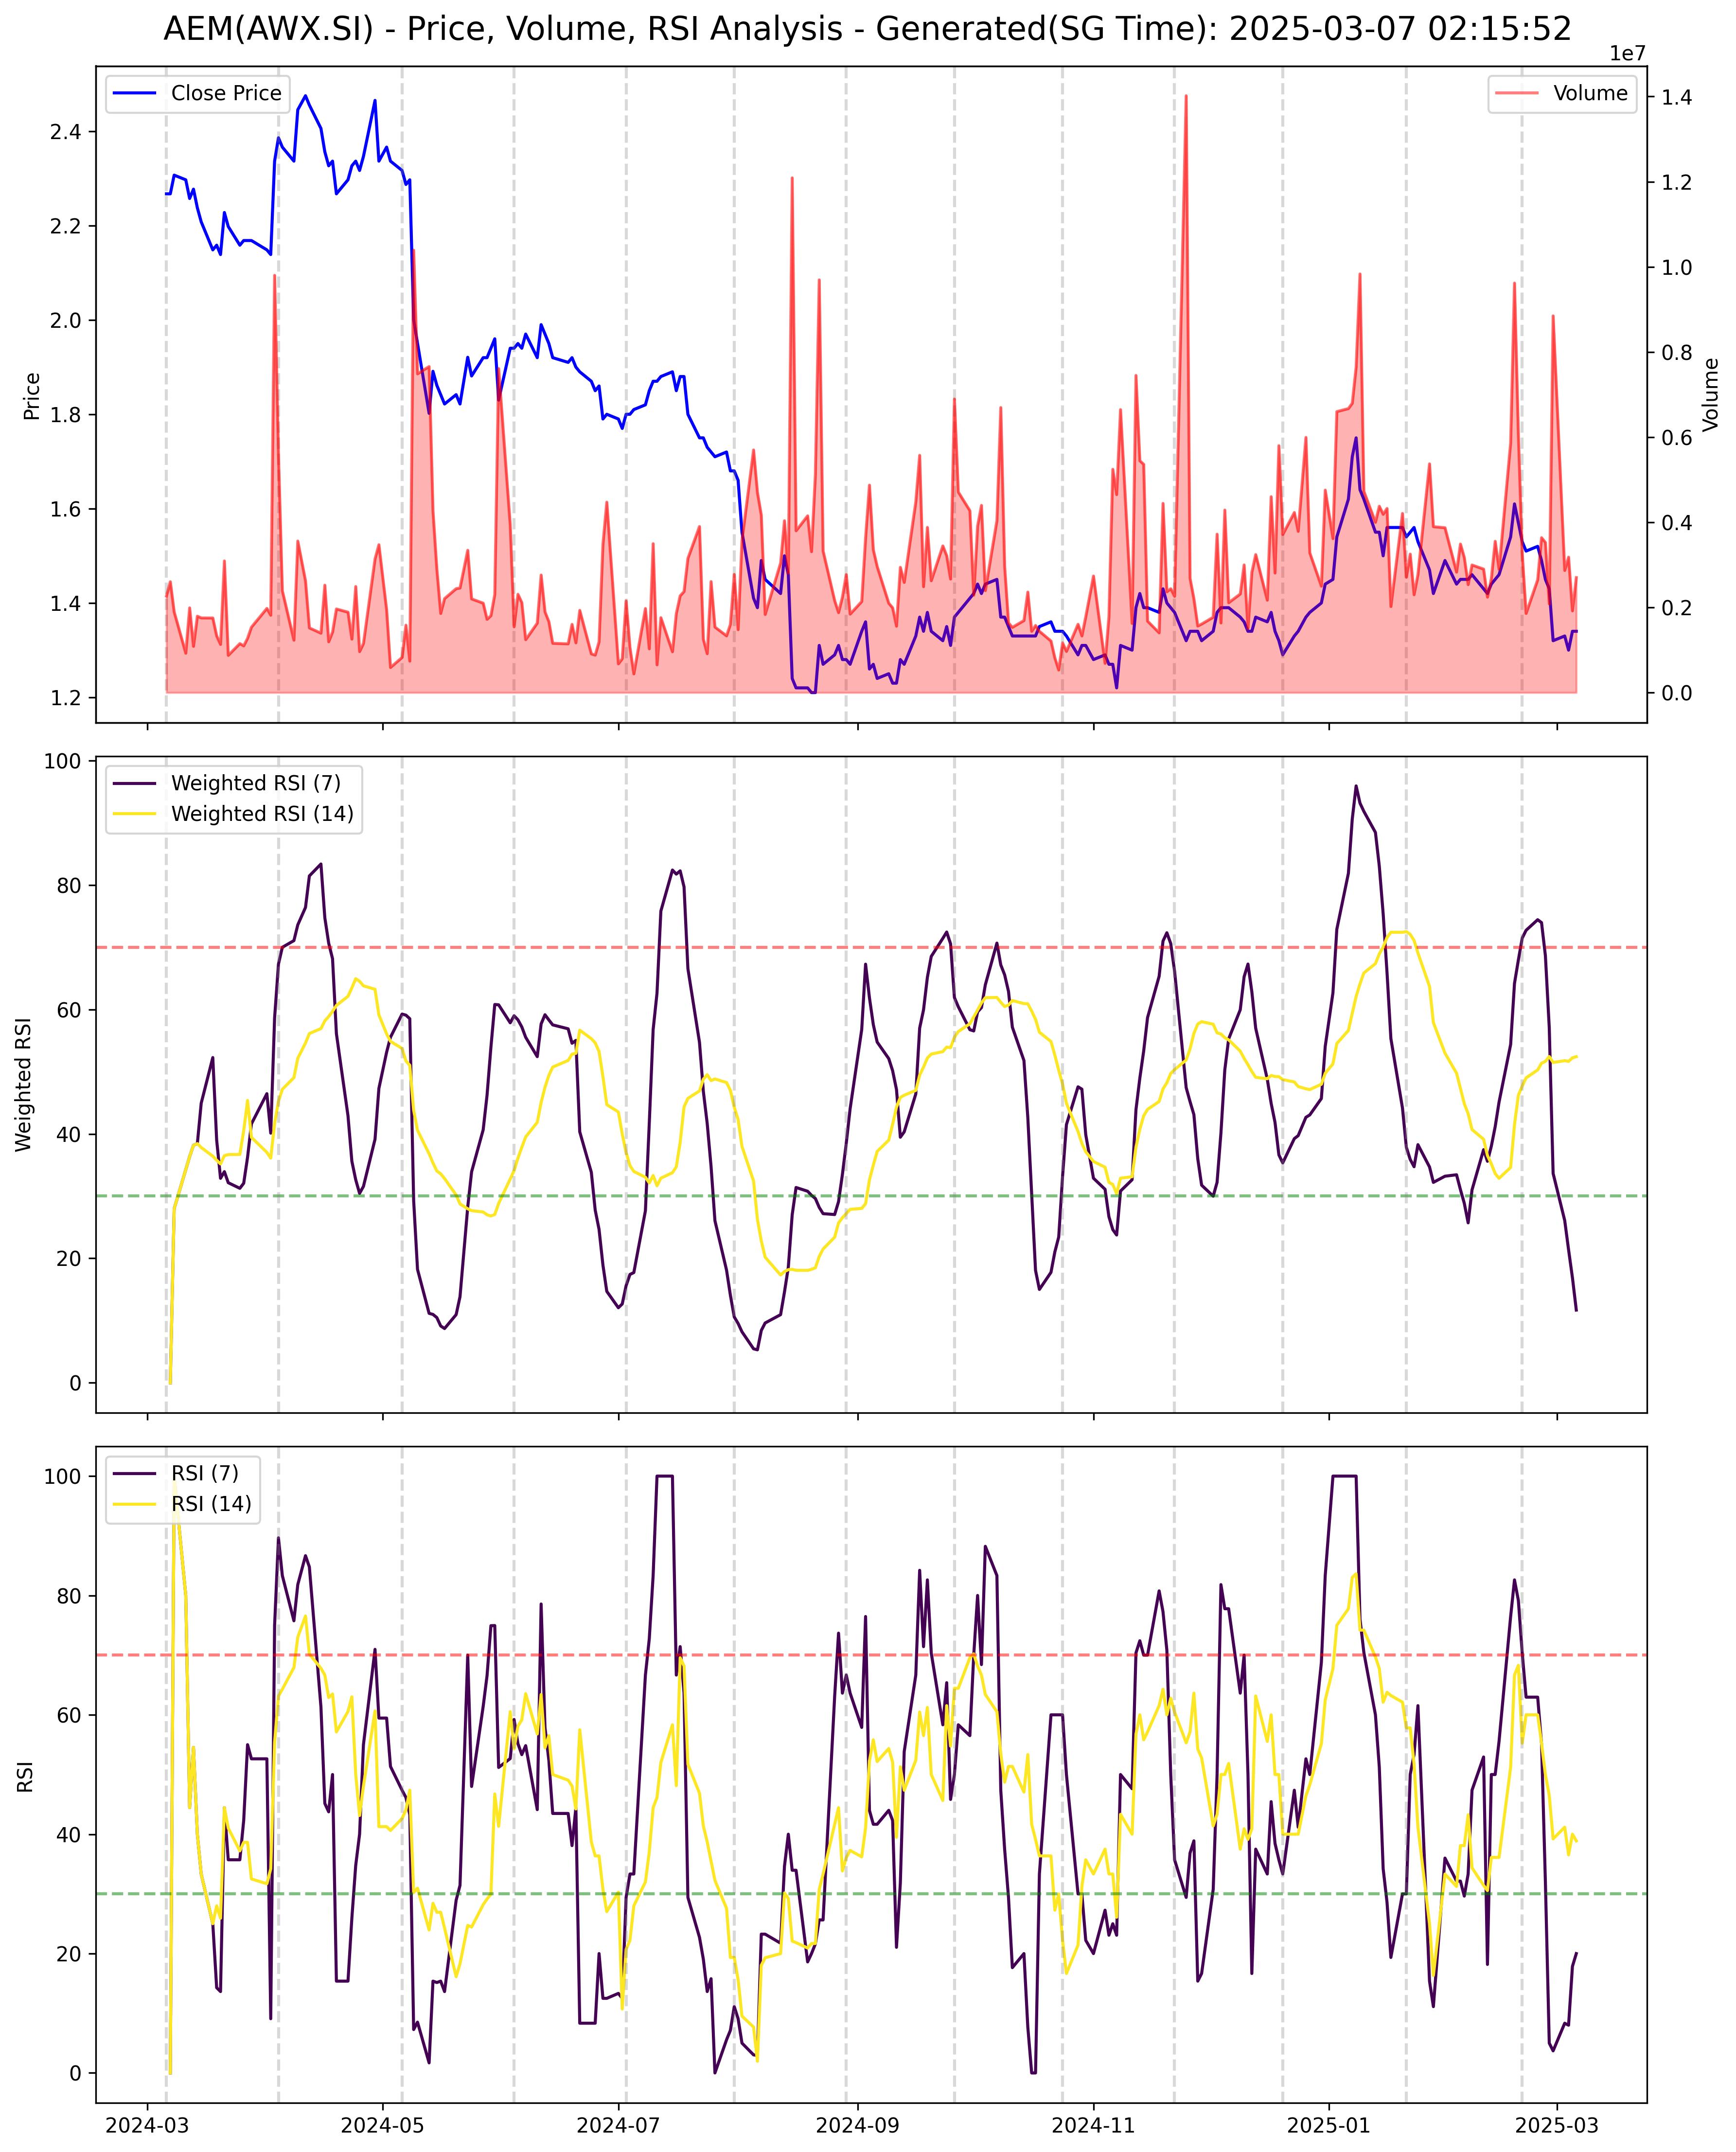 AEM(AWX.SI) - Price, Volume, RSI Analysis - Generated(SG Time): 2025-03-07 02:15:52
1e7
Close Price
Volume
2.4
2.2
2.0
1.8
1.6
1.4
1.2
Price
1.4
1.2
1.0
0.8
0.6
0.4
0.2
0.0
Volume
Weighted RSI (7)
Weighted RSI (14)
100
80
60
40
20
0
Weighted RSI
RSI (7)
RSI (14)
100
80
60
40
20
0
RSI
2024-03
2024-05
2024-07
2024-09
2024-11
2025-01
2025-03